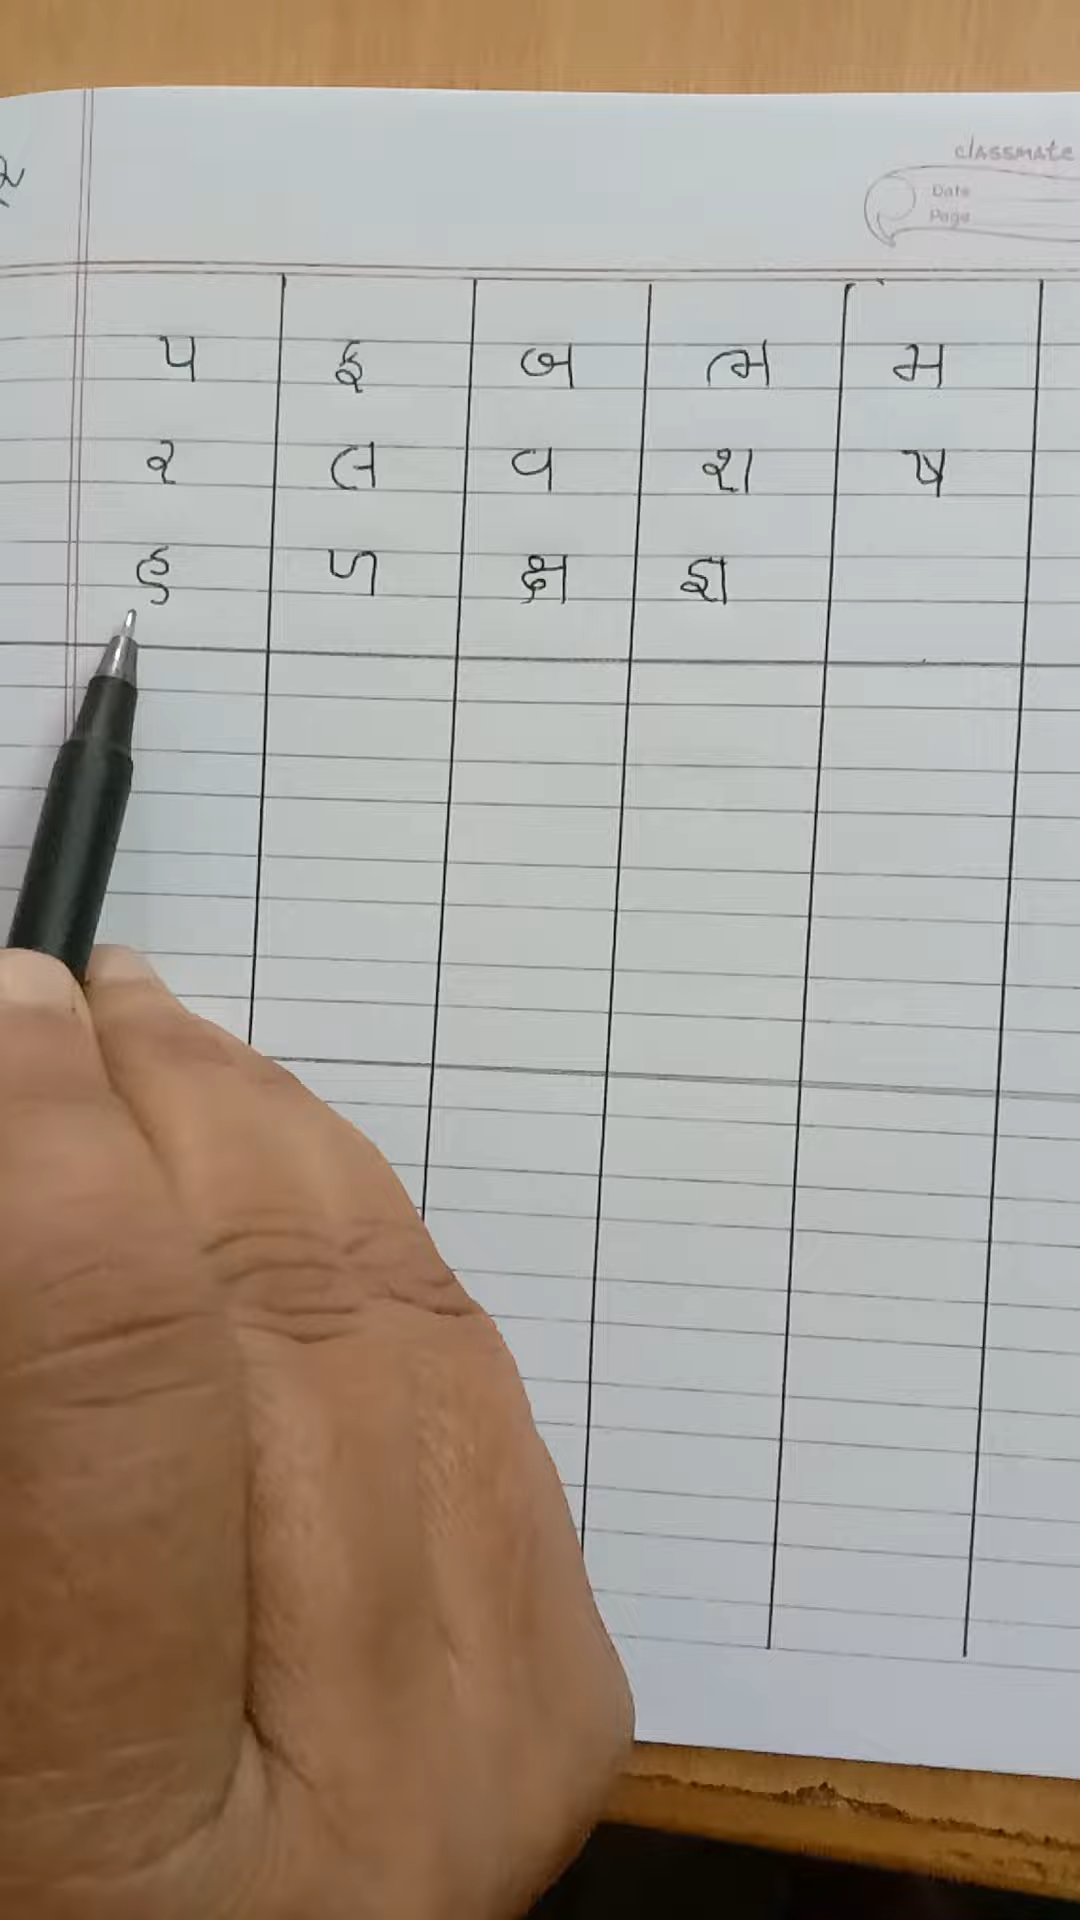 classmate
Date
Page
प फ ब भ म
र ल व श ष
ह ळ क्ष ज्ञ